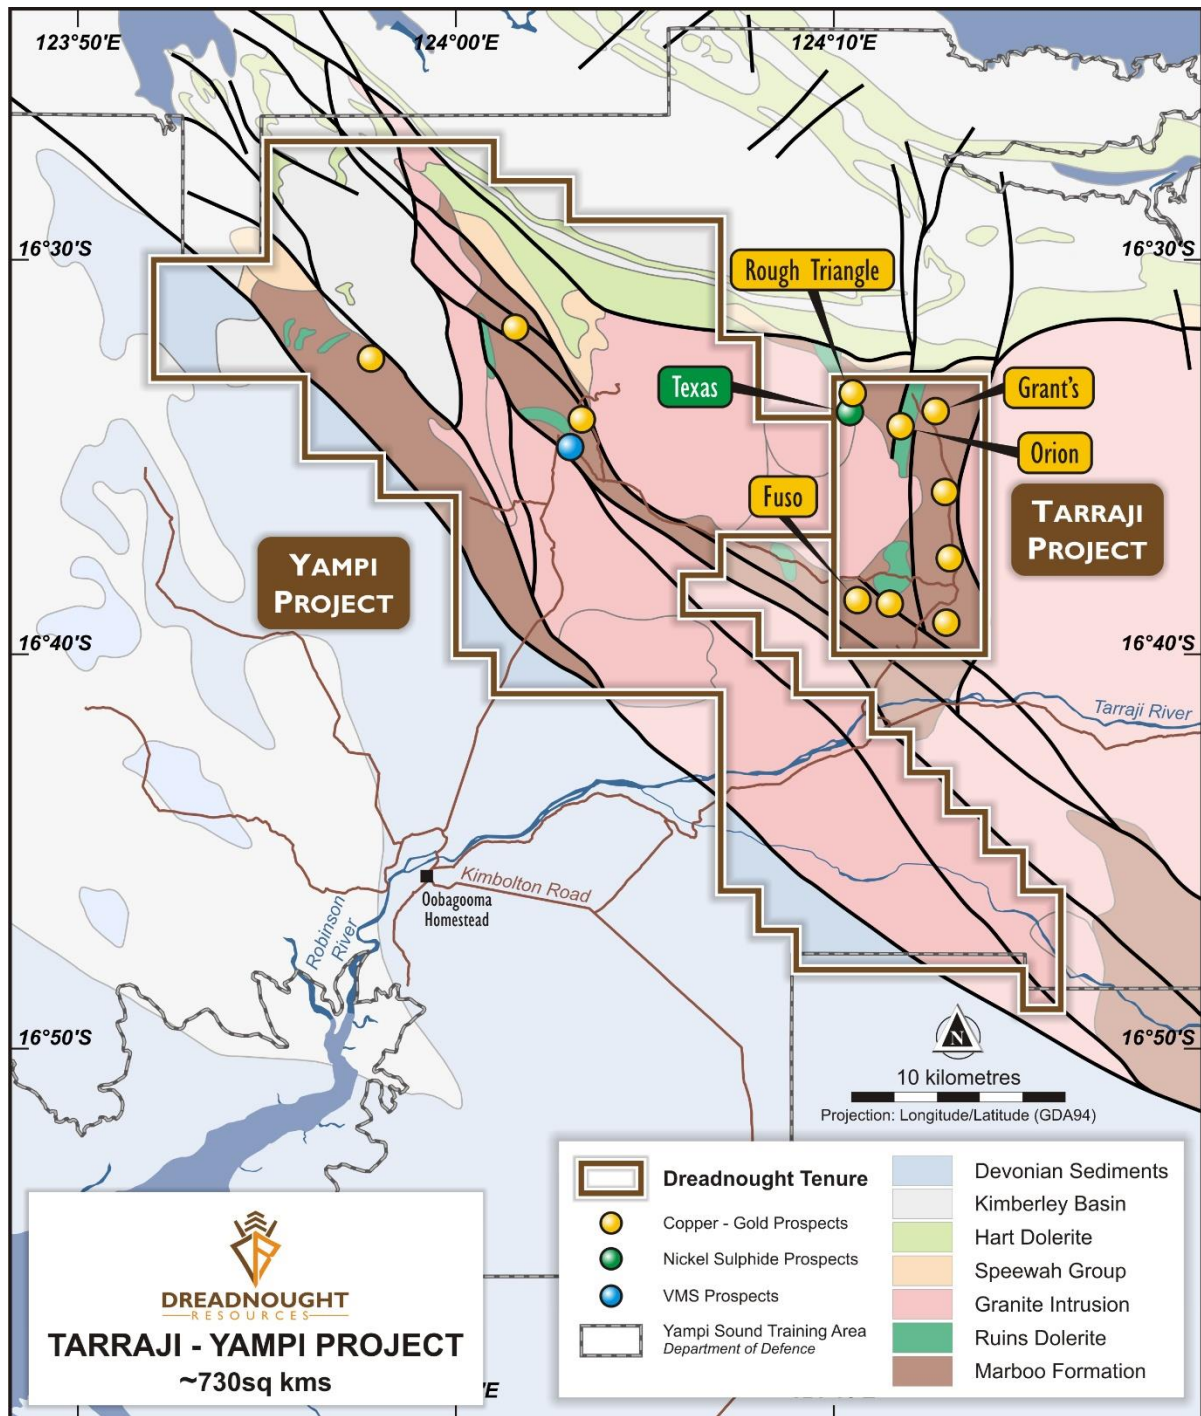 123°50'E
124°00'E
124°10'E
16°30'S
16°30'S
Rough Triangle
Texas
Grant's
Orion
Fuso
TARRAJI
PROJECT
YAMPI
PROJECT
16°40'S
16°40'S
Tarraji River
Kimbolton Road
Oobagooma
Homestead
Robinson
River
16°50'S
16°50'S
N
10 kilometres
Projection: Longitude/Latitude (GDA94)
Dreadnought Tenure
Copper - Gold Prospects
Nickel Sulphide Prospects
VMS Prospects
Yampi Sound Training Area
Department of Defence
Devonian Sediments
Kimberley Basin
Hart Dolerite
Speewah Group
Granite Intrusion
Ruins Dolerite
Marboo Formation
DREADNOUGHT
RESOURCES
TARRAJI - YAMPI PROJECT
~730sq kms